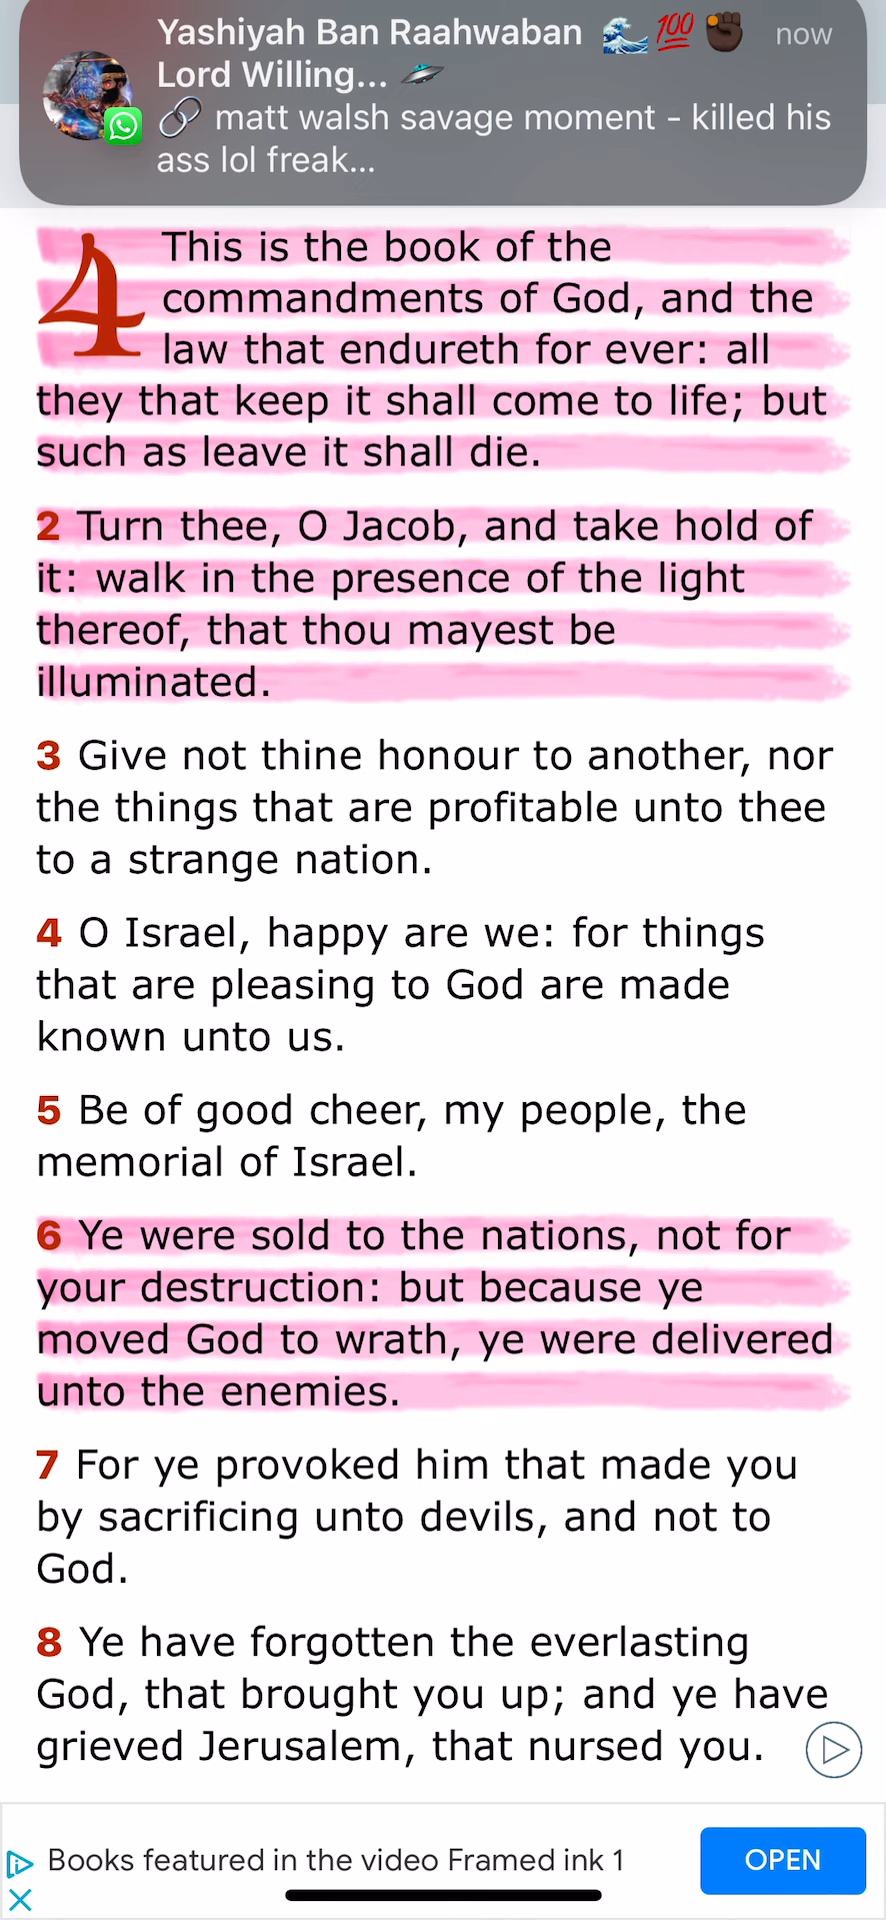 Yashiyah Ban Raahwaban 🌊💯✊🏿 now
Lord Willing... 🛸
🔗 matt walsh savage moment - killed his
ass lol freak...
4 This is the book of the
commandments of God, and the
law that endureth for ever: all
they that keep it shall come to life; but
such as leave it shall die.
2 Turn thee, O Jacob, and take hold of
it: walk in the presence of the light
thereof, that thou mayest be
illuminated.
3 Give not thine honour to another, nor
the things that are profitable unto thee
to a strange nation.
4 O Israel, happy are we: for things
that are pleasing to God are made
known unto us.
5 Be of good cheer, my people, the
memorial of Israel.
6 Ye were sold to the nations, not for
your destruction: but because ye
moved God to wrath, ye were delivered
unto the enemies.
7 For ye provoked him that made you
by sacrificing unto devils, and not to
God.
8 Ye have forgotten the everlasting
God, that brought you up; and ye have
grieved Jerusalem, that nursed you.
Books featured in the video Framed ink 1
OPEN